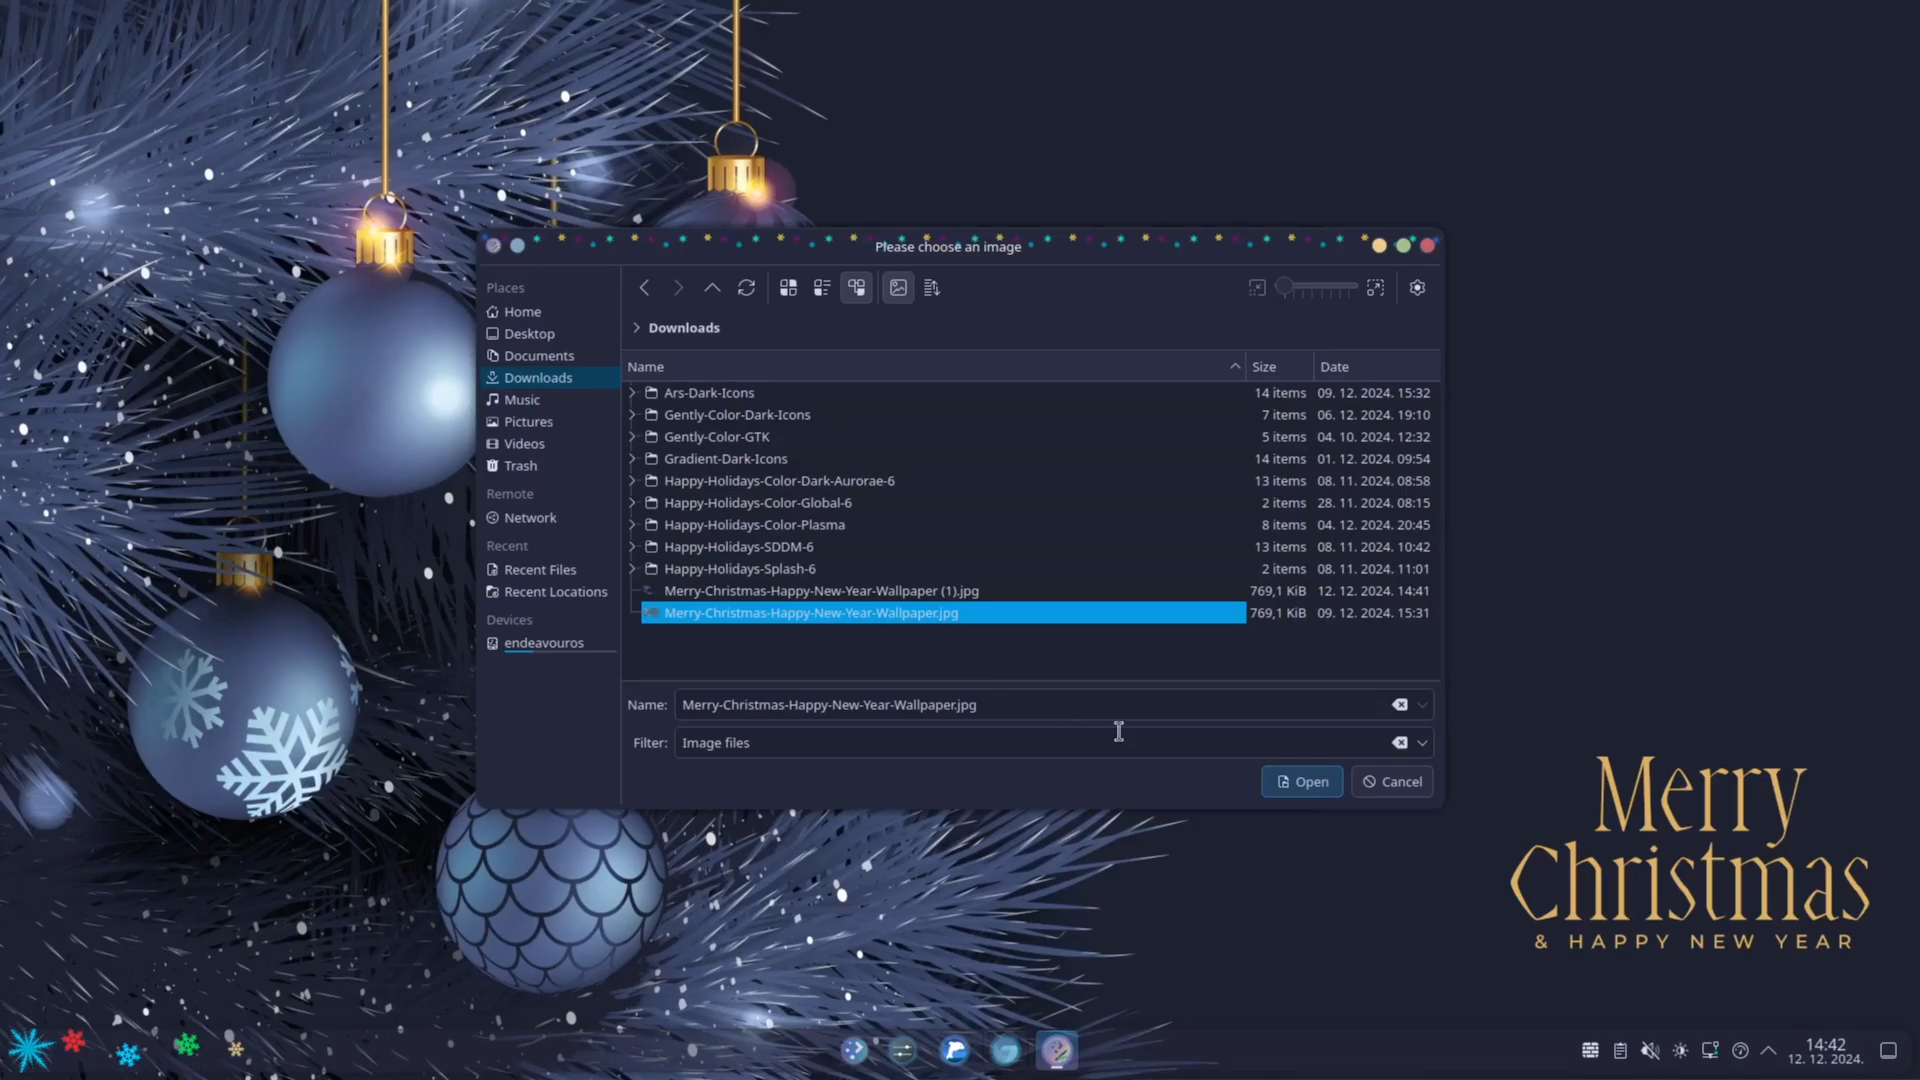 Please choose an image
Places
Home
Desktop
Documents
Downloads
Music
Pictures
Videos
Trash
Remote
Network
Recent
Recent Files
Recent Locations
Devices
endeavouros
Downloads
Name Size Date
Ars-Dark-Icons 14 items 09. 12. 2024. 15:32
Gently-Color-Dark-Icons 7 items 06. 12. 2024. 19:10
Gently-Color-GTK 5 items 04. 10. 2024. 12:32
Gradient-Dark-Icons 14 items 01. 12. 2024. 09:54
Happy-Holidays-Color-Dark-Aurorae-6 13 items 08. 11. 2024. 08:58
Happy-Holidays-Color-Global-6 2 items 28. 11. 2024. 08:15
Happy-Holidays-Color-Plasma 8 items 04. 12. 2024. 20:45
Happy-Holidays-SDDM-6 13 items 08. 11. 2024. 10:42
Happy-Holidays-Splash-6 2 items 08. 11. 2024. 11:01
Merry-Christmas-Happy-New-Year-Wallpaper (1).jpg 769,1 KiB 12. 12. 2024. 14:41
Merry-Christmas-Happy-New-Year-Wallpaper.jpg 769,1 KiB 09. 12. 2024. 15:31
Name: Merry-Christmas-Happy-New-Year-Wallpaper.jpg
Filter: Image files
Open Cancel
Merry
Christmas
& HAPPY NEW YEAR
14:42
12. 12. 2024.